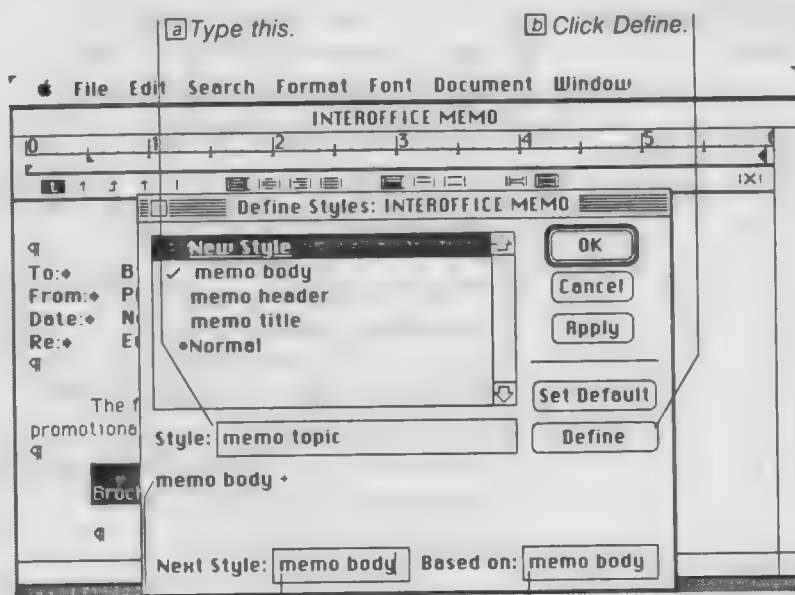 a Type this.
b Click Define.
File Edit Search Format Font Document Window
INTEROFFICE MEMO
0 1 2 3 4 5
Define Styles: INTEROFFICE MEMO
New Style
✓ memo body
memo header
memo title
•Normal
OK
Cancel
Apply
Set Default
Define
¶
To:
From:
Date:
Re:
¶
The f
promotiona
¶
Broch
¶
Style: memo topic
memo body +
Next Style: memo body
Based on: memo body